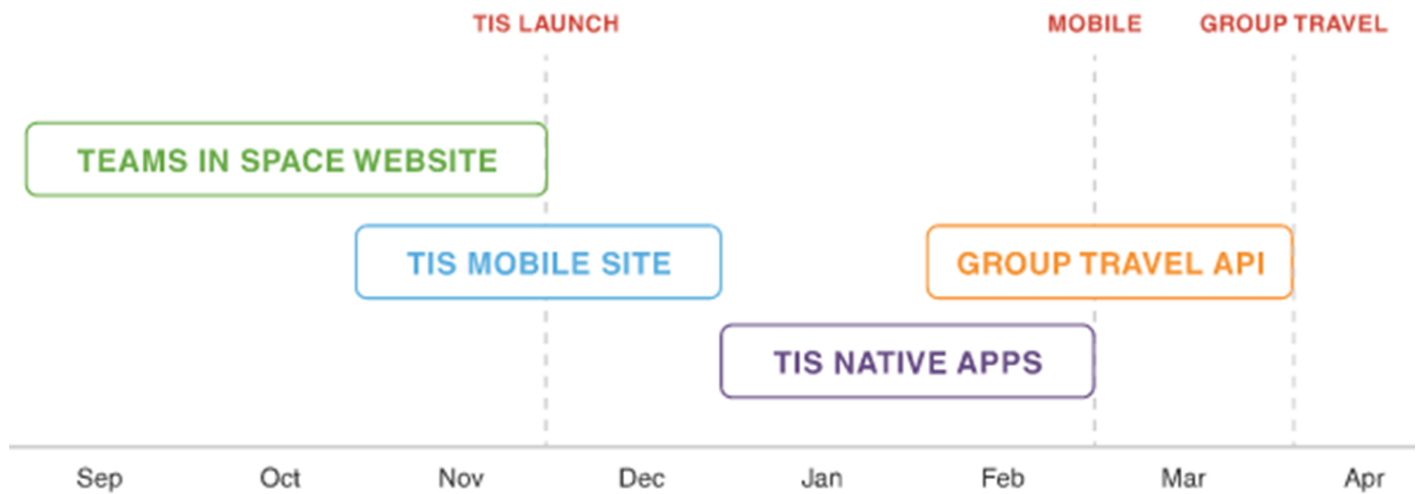 TIS LAUNCH
MOBILE
GROUP TRAVEL
TEAMS IN SPACE WEBSITE
TIS MOBILE SITE
GROUP TRAVEL API
TIS NATIVE APPS
Sep
Oct
Nov
Dec
Jan
Feb
Mar
Apr